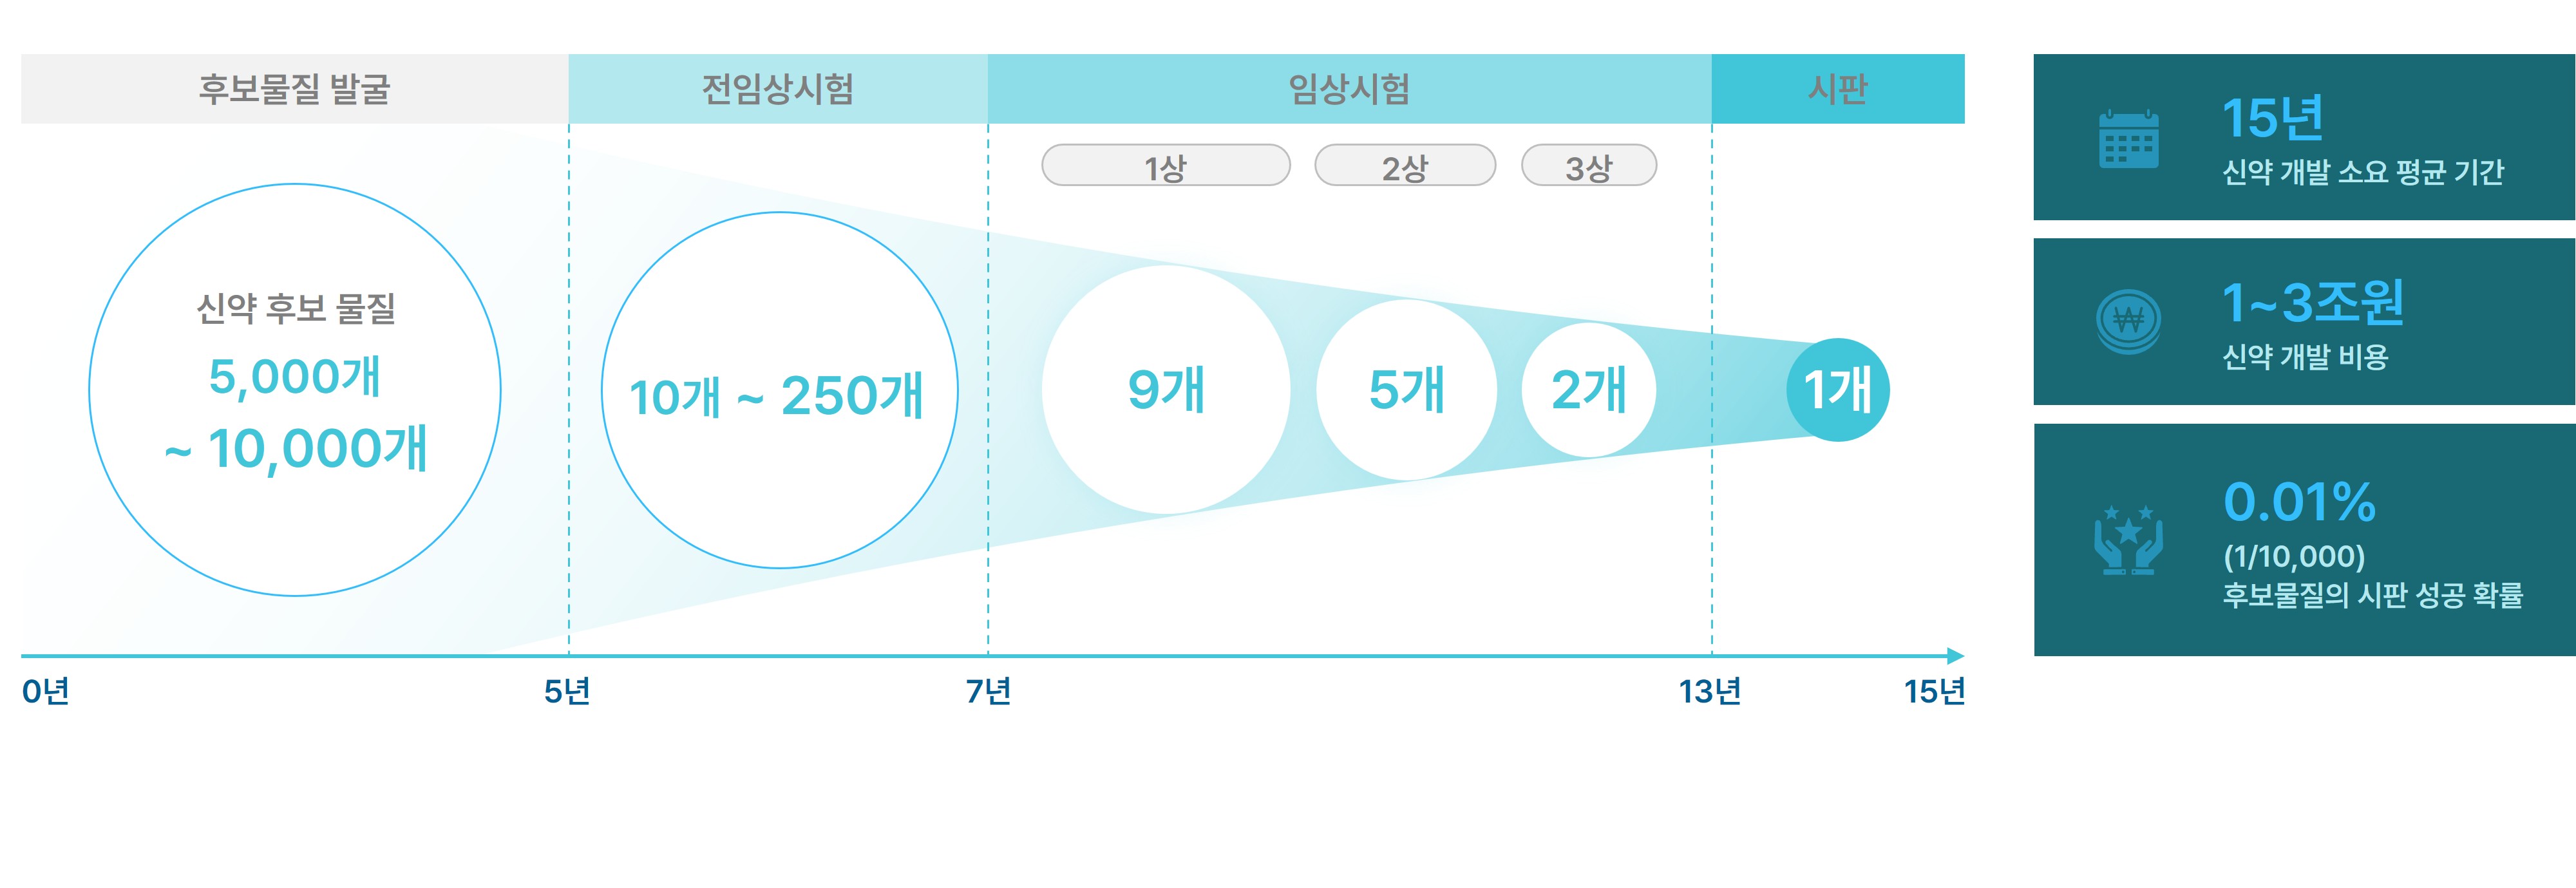 후보물질 발굴
전임상시험
임상시험
시판
1상
2상
3상
신약 후보 물질
5,000개
~ 10,000개
10개 ~ 250개
9개
5개
2개
1개
0년
5년
7년
13년
15년
15년
신약 개발 소요 평균 기간
1~3조원
신약 개발 비용
0.01%
(1/10,000)
후보물질의 시판 성공 확률